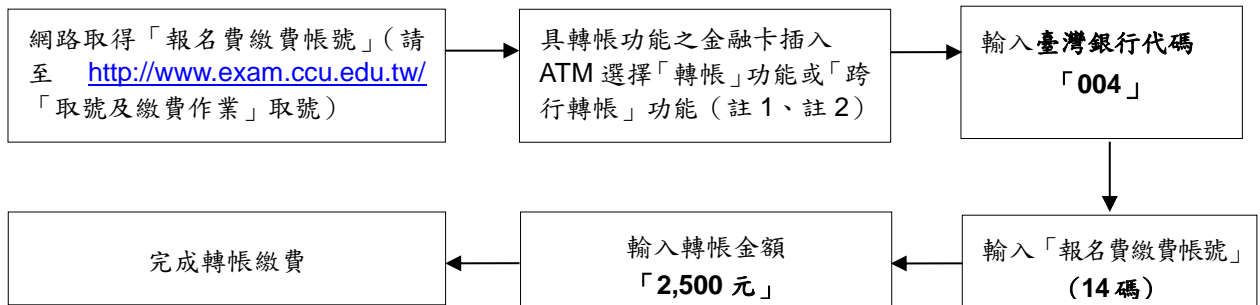 網路取得「報名費繳費帳號」（請
至 http://www.exam.ccu.edu.tw/
「取號及繳費作業」取號）
具轉帳功能之金融卡插入
ATM 選擇「轉帳」功能或「跨
行轉帳」功能（註 1、註 2）
輸入臺灣銀行代碼
「004」
輸入「報名費繳費帳號」
（14 碼）
輸入轉帳金額
「2,500 元」
完成轉帳繳費